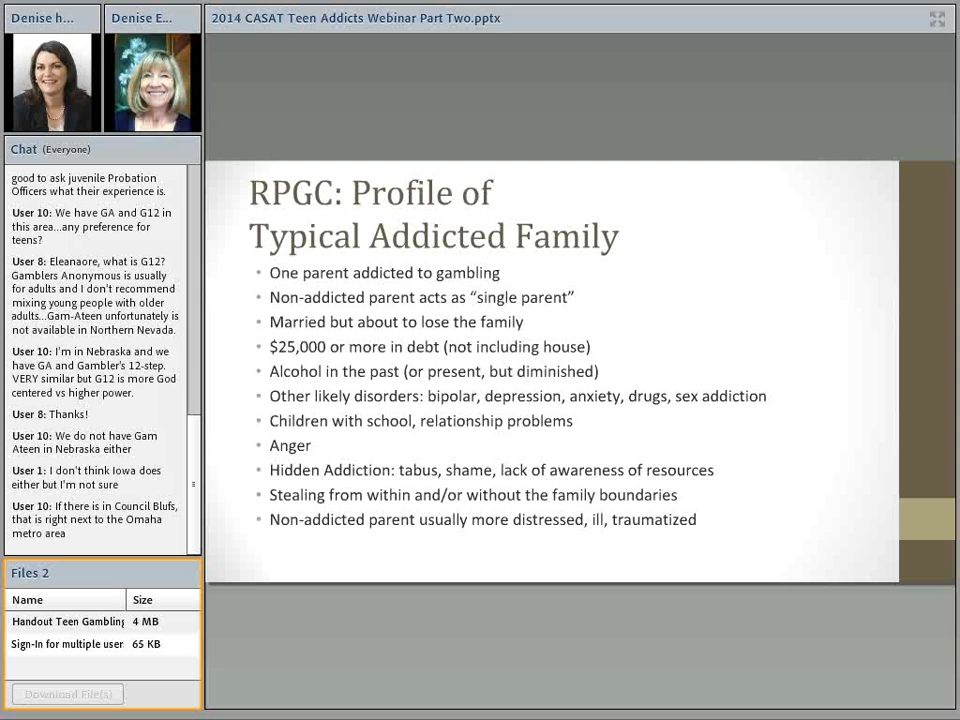 Denise h...
Denise E...
2014 CASAT Teen Addicts Webinar Part Two.pptx
Chat (Everyone)
good to ask juvenile Probation
Officers what their experience is.
User 10: We have GA and G12 in
this area...any preference for
teens?
User 8: Eleanaore, what is G12?
Gamblers Anonymous is usually
for adults and I don't recommend
mixing young people with older
adults...Gam-Ateen unfortunately is
not available in Northern Nevada.
User 10: I'm in Nebraska and we
have GA and Gambler's 12-step.
VERY similar but G12 is more God
centered vs higher power.
User 8: Thanks!
User 10: We do not have Gam
Ateen in Nebraska either
User 1: I don't think Iowa does
either but I'm not sure
User 10: If there is in Council Blufs,
that is right next to the Omaha
metro area
Files 2
Name Size
Handout Teen Gambling 4 MB
Sign-In for multiple user 65 KB
Download File(s)
RPGC: Profile of
Typical Addicted Family
• One parent addicted to gambling
• Non-addicted parent acts as “single parent”
• Married but about to lose the family
• $25,000 or more in debt (not including house)
• Alcohol in the past (or present, but diminished)
• Other likely disorders: bipolar, depression, anxiety, drugs, sex addiction
• Children with school, relationship problems
• Anger
• Hidden Addiction: tabus, shame, lack of awareness of resources
• Stealing from within and/or without the family boundaries
• Non-addicted parent usually more distressed, ill, traumatized